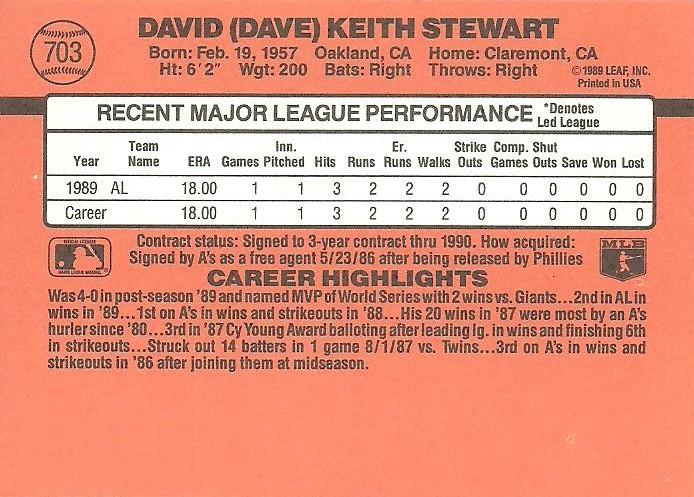 703
DAVID (DAVE) KEITH STEWART
Born: Feb. 19, 1957 Oakland, CA Home: Claremont, CA
Ht: 6'2" Wgt: 200 Bats: Right Throws: Right
©1989 LEAF, INC.
Printed in USA
RECENT MAJOR LEAGUE PERFORMANCE *Denotes Led League
Year Team Name ERA Games Inn. Pitched Hits Runs Er. Runs Walks Strike Outs Comp. Games Shut Outs Save Won Lost
1989 AL 18.00 1 1 3 2 2 2 0 0 0 0 0 0
Career 18.00 1 1 3 2 2 2 0 0 0 0 0 0
OFFICIAL LICENSEE
MAJOR LEAGUE BASEBALL
Contract status: Signed to 3-year contract thru 1990. How acquired:
Signed by A's as a free agent 5/23/86 after being released by Phillies
MLB
CAREER HIGHLIGHTS
Was 4-0 in post-season '89 and named MVP of World Series with 2 wins vs. Giants...2nd in AL in
wins in '89...1st on A's in wins and strikeouts in '88...His 20 wins in '87 were most by an A's
hurler since '80...3rd in '87 Cy Young Award balloting after leading lg. in wins and finishing 6th
in strikeouts...Struck out 14 batters in 1 game 8/1/87 vs. Twins...3rd on A's in wins and
strikeouts in '86 after joining them at midseason.